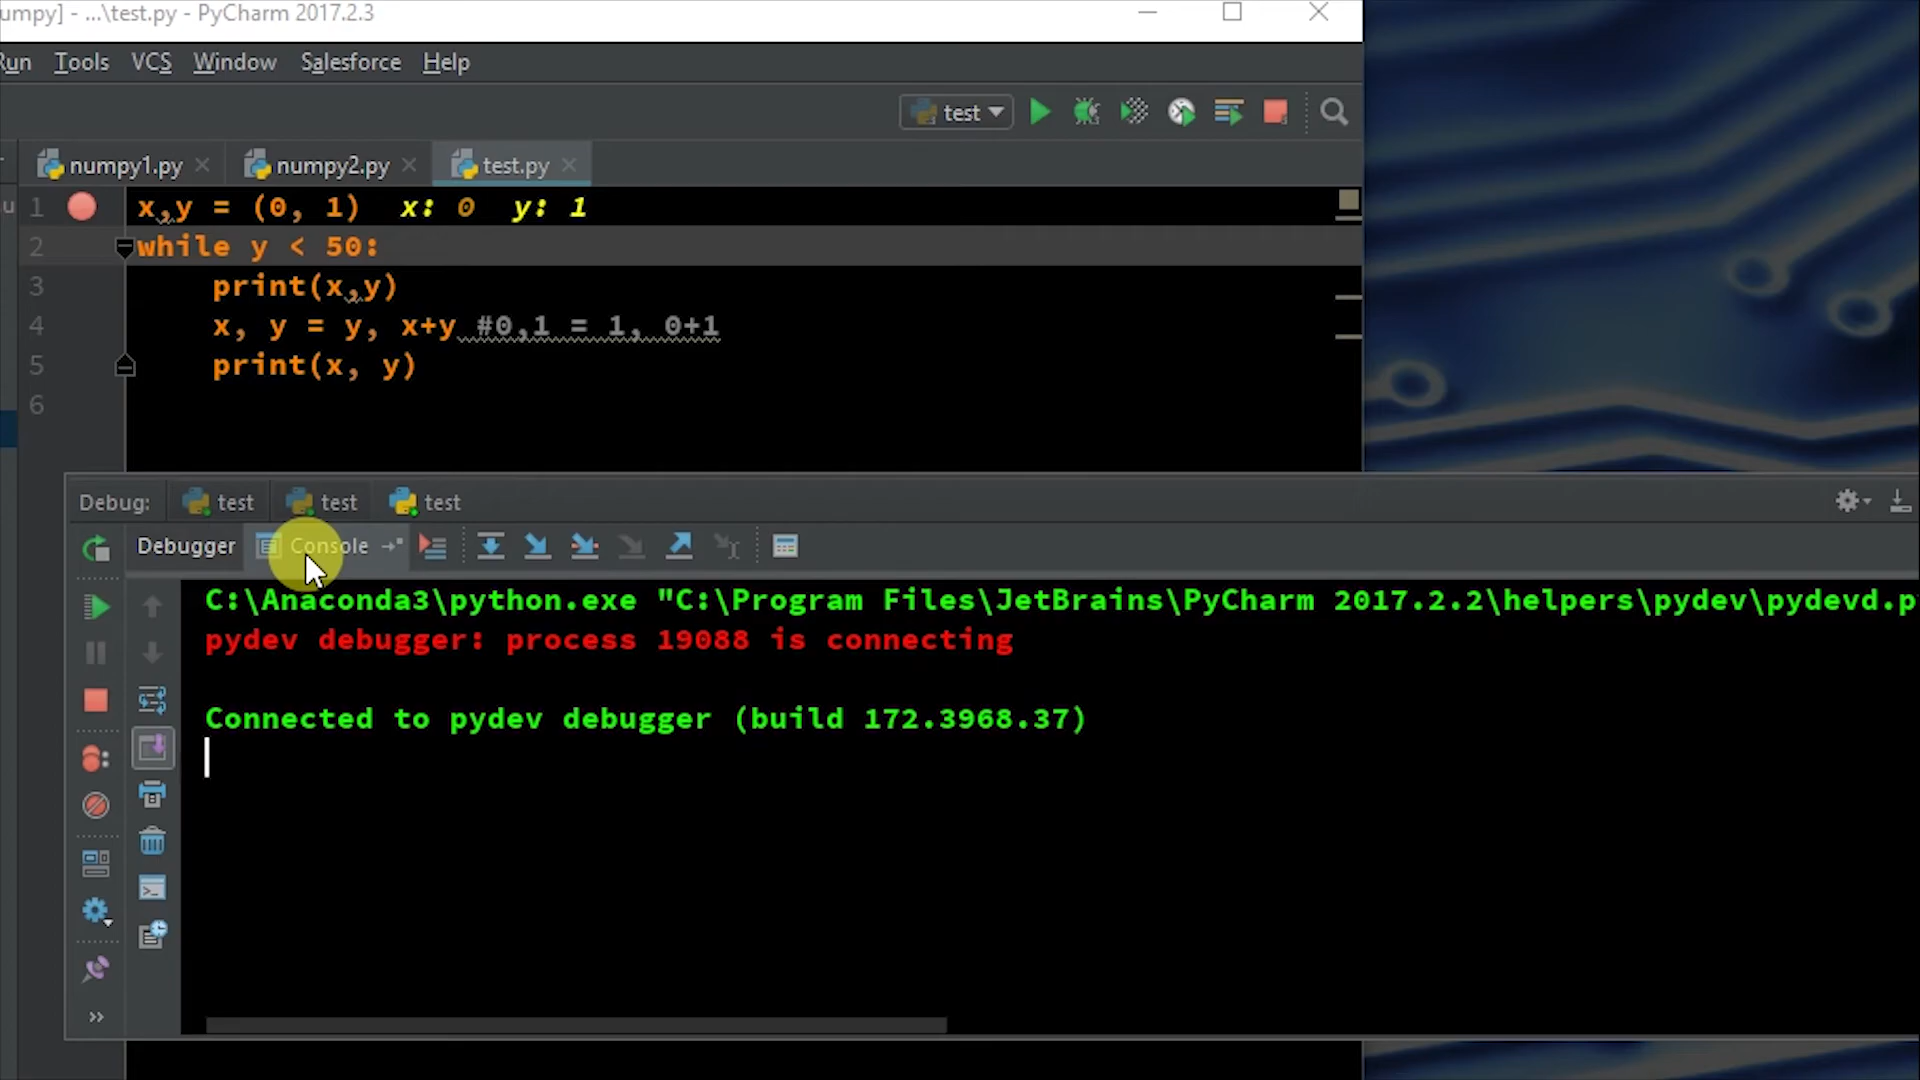 umpy] - ...\test.py - PyCharm 2017.2.3
Run Tools VCS Window Salesforce Help
test
numpy1.py numpy2.py test.py
1 x,y = (0, 1) x: 0 y: 1
2 while y < 50:
3 print(x,y)
4 x, y = y, x+y #0,1 = 1, 0+1
5 print(x, y)
6
Debug: test test test
Debugger Console
C:\Anaconda3\python.exe "C:\Program Files\JetBrains\PyCharm 2017.2.2\helpers\pydev\pydevd.p
pydev debugger: process 19088 is connecting
Connected to pydev debugger (build 172.3968.37)